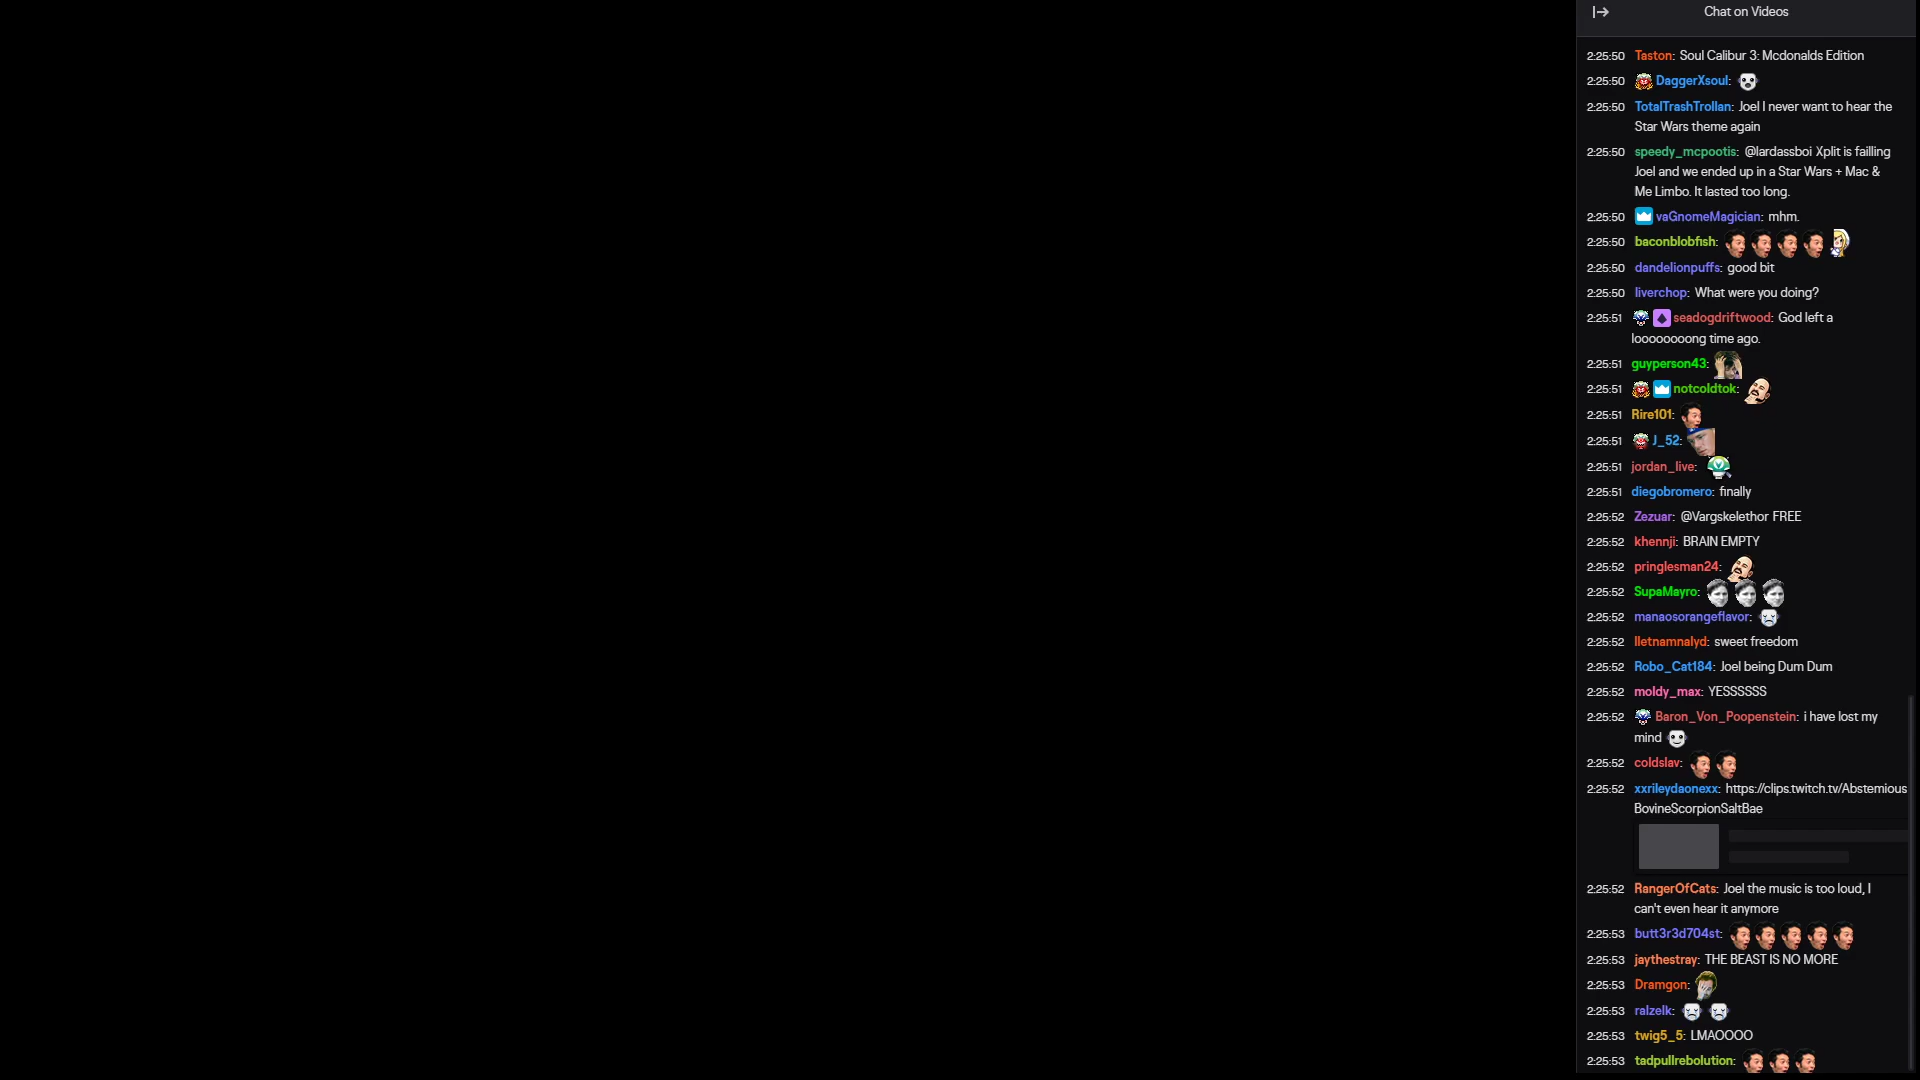 Chat on Videos
2:25:50 Taston: Soul Calibur 3: Mcdonalds Edition
2:25:50 DaggerXsoul:
2:25:50 TotalTrashTrollan: Joel I never want to hear the
Star Wars theme again
2:25:50 speedy_mcpootis: @lardassboi Xplit is failling
Joel and we ended up in a Star Wars + Mac &
Me Limbo. It lasted too long.
2:25:50 vaGnomeMagician: mhm.
2:25:50 baconblobfish:
2:25:50 dandelionpuffs: good bit
2:25:50 liverchop: What were you doing?
2:25:51 seadogdriftwood: God left a
loooooooong time ago.
2:25:51 guyperson43:
2:25:51 notcoldtok:
2:25:51 Rire101:
2:25:51 J_52:
2:25:51 jordan_live:
2:25:51 diegobromero: finally
2:25:52 Zezuar: @Vargskelethor FREE
2:25:52 khennji: BRAIN EMPTY
2:25:52 pringlesman24:
2:25:52 SupaMayro:
2:25:52 manaosorangeflavor:
2:25:52 lletnamnalyd: sweet freedom
2:25:52 Robo_Cat184: Joel being Dum Dum
2:25:52 moldy_max: YESSSSSS
2:25:52 Baron_Von_Poopenstein: i have lost my
mind
2:25:52 coldslav:
2:25:52 xxrileydaonexx: https://clips.twitch.tv/Abstemious
BovineScorpionSaltBae
2:25:52 RangerOfCats: Joel the music is too loud, I
can't even hear it anymore
2:25:53 butt3r3d704st:
2:25:53 jaythestray: THE BEAST IS NO MORE
2:25:53 Dramgon:
2:25:53 ralzelk:
2:25:53 twig5_5: LMAOOOO
2:25:53 tadpullrebolution: